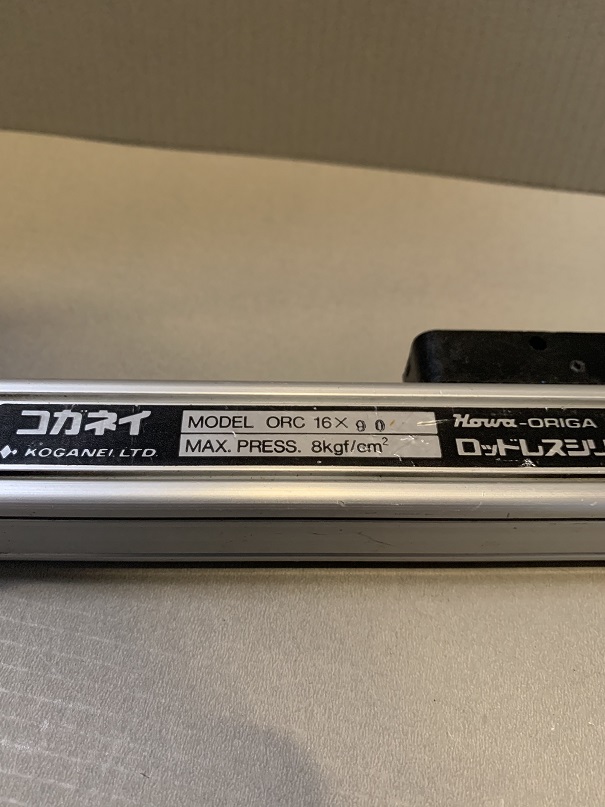 コガネイ
KOGANEI, LTD.
MODEL ORC 16× 90
MAX. PRESS. 8kgf/cm²
Howa-ORIGA
ロッドレスシリ